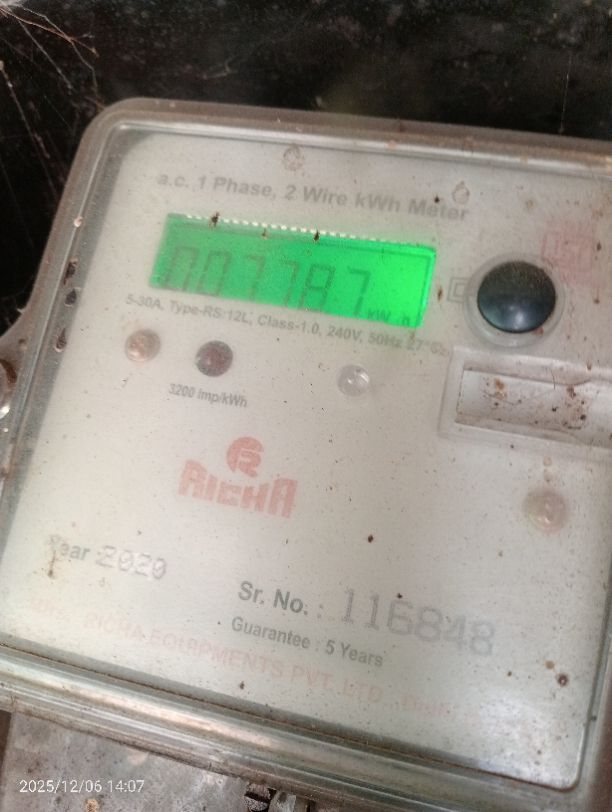 a.c. 1 Phase, 2 Wire kWh Meter
007787 kW h
5-30A, Type-RS-12L, Class-1.0, 240V, 50Hz 27°C
3200 Imp/kWh
RICHA
Year 2020
Sr. No. : 116848
Guarantee : 5 Years
RICHA EQUIPMENTS PVT. LTD.,
2025/12/06 14:07